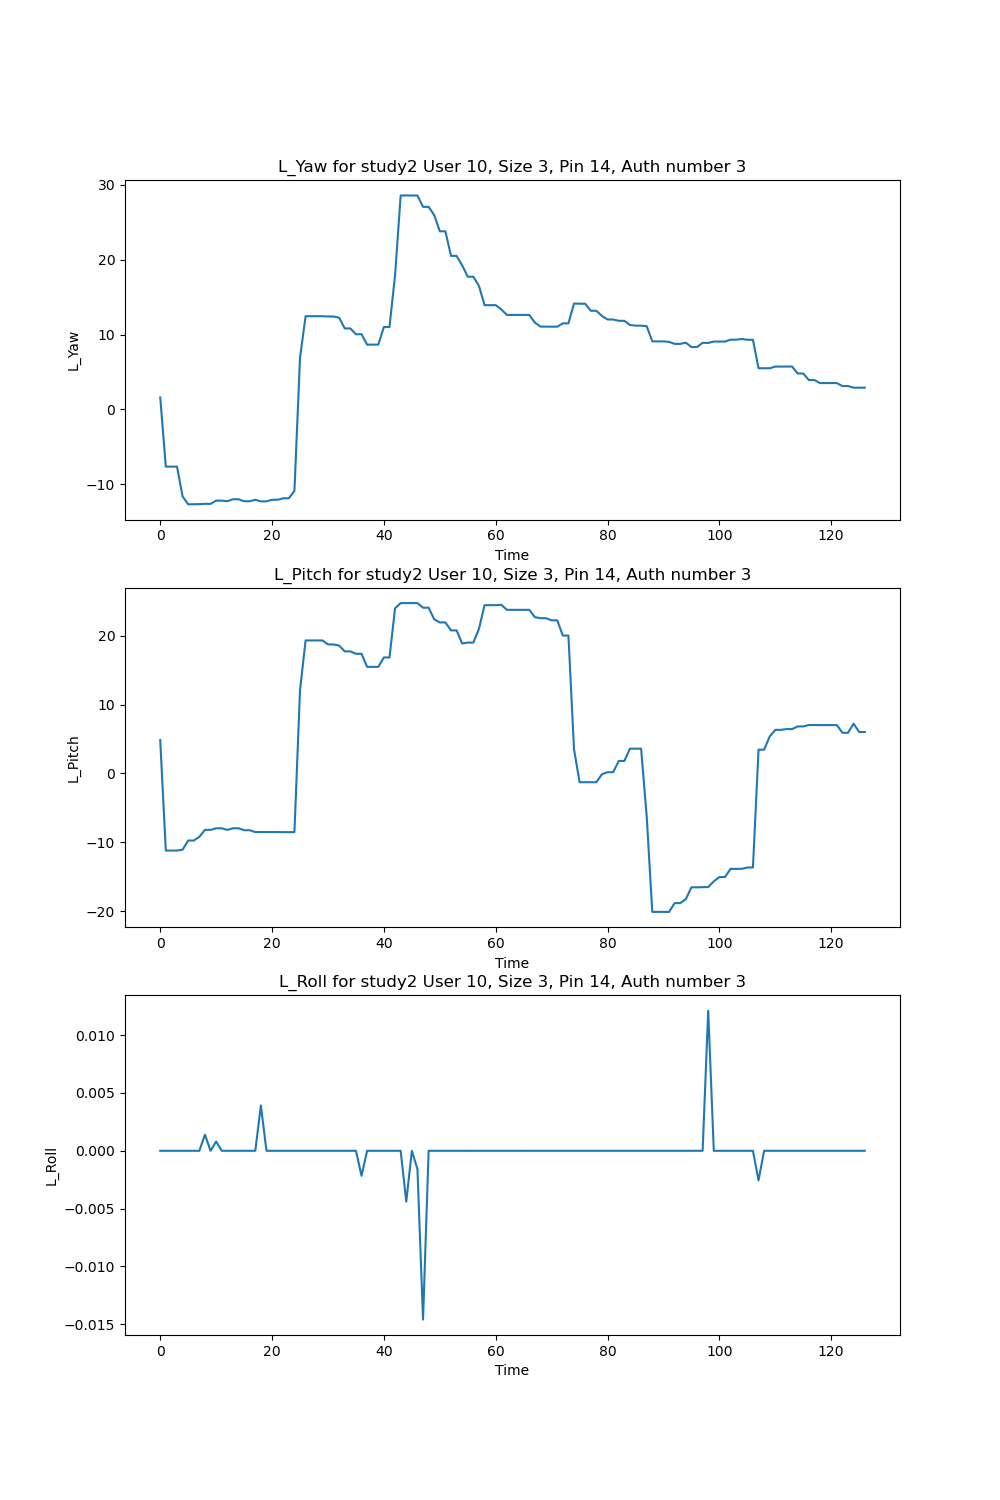 L_Yaw for study2 User 10, Size 3, Pin 14, Auth number 3
30
20
10
0
−10
L_Yaw
0 20 40 60 80 100 120
Time
L_Pitch for study2 User 10, Size 3, Pin 14, Auth number 3
20
10
0
−10
−20
L_Pitch
0 20 40 60 80 100 120
Time
L_Roll for study2 User 10, Size 3, Pin 14, Auth number 3
0.010
0.005
0.000
−0.005
−0.010
−0.015
L_Roll
0 20 40 60 80 100 120
Time